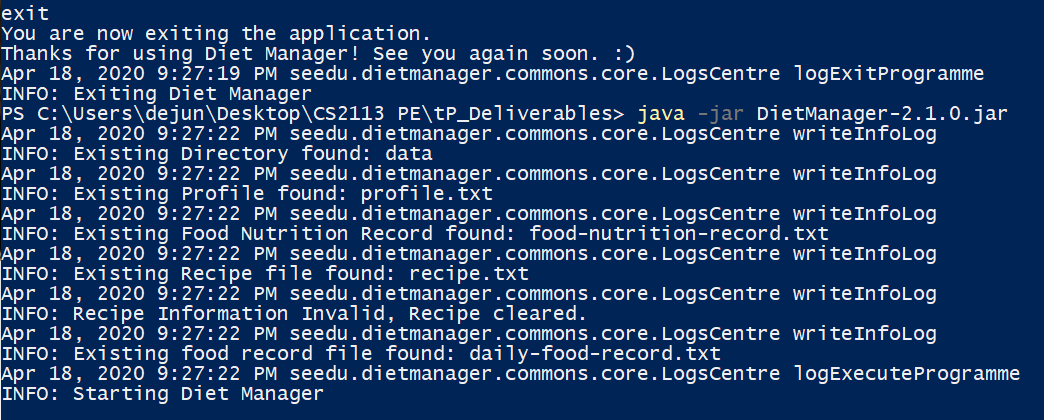 exit
You are now exiting the application.
Thanks for using Diet Manager! See you again soon. :)
Apr 18, 2020 9:27:19 PM seedu.dietmanager.commons.core.LogsCentre logExitProgramme
INFO: Exiting Diet Manager
PS C:\Users\dejun\Desktop\CS2113 PE\tP_Deliverables> java -jar DietManager-2.1.0.jar
Apr 18, 2020 9:27:22 PM seedu.dietmanager.commons.core.LogsCentre writeInfoLog
INFO: Existing Directory found: data
Apr 18, 2020 9:27:22 PM seedu.dietmanager.commons.core.LogsCentre writeInfoLog
INFO: Existing Profile found: profile.txt
Apr 18, 2020 9:27:22 PM seedu.dietmanager.commons.core.LogsCentre writeInfoLog
INFO: Existing Food Nutrition Record found: food-nutrition-record.txt
Apr 18, 2020 9:27:22 PM seedu.dietmanager.commons.core.LogsCentre writeInfoLog
INFO: Existing Recipe file found: recipe.txt
Apr 18, 2020 9:27:22 PM seedu.dietmanager.commons.core.LogsCentre writeInfoLog
INFO: Recipe Information Invalid, Recipe cleared.
Apr 18, 2020 9:27:22 PM seedu.dietmanager.commons.core.LogsCentre writeInfoLog
INFO: Existing food record file found: daily-food-record.txt
Apr 18, 2020 9:27:22 PM seedu.dietmanager.commons.core.LogsCentre logExecuteProgramme
INFO: Starting Diet Manager